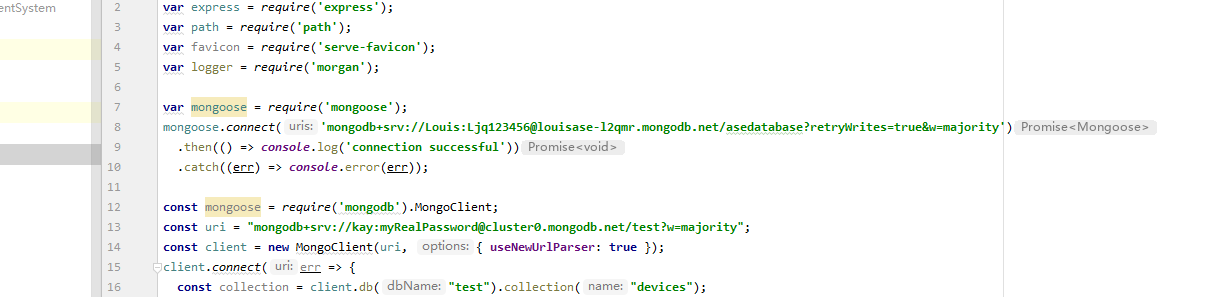 entSystem
2 var express = require('express');
3 var path = require('path');
4 var favicon = require('serve-favicon');
5 var logger = require('morgan');
6
7 var mongoose = require('mongoose');
8 mongoose.connect( uris: 'mongodb+srv://Louis:Ljq123456@louisase-l2qmr.mongodb.net/asedatabase?retryWrites=true&w=majority') Promise<Mongoose>
9 .then(() => console.log('connection successful')) Promise<void>
10 .catch((err) => console.error(err));
11
12 const mongoose = require('mongodb').MongoClient;
13 const uri = "mongodb+srv://kay:myRealPassword@cluster0.mongodb.net/test?w=majority";
14 const client = new MongoClient(uri, options: { useNewUrlParser: true });
15 client.connect( uri: err => {
16 const collection = client.db( dbName: "test").collection( name: "devices");